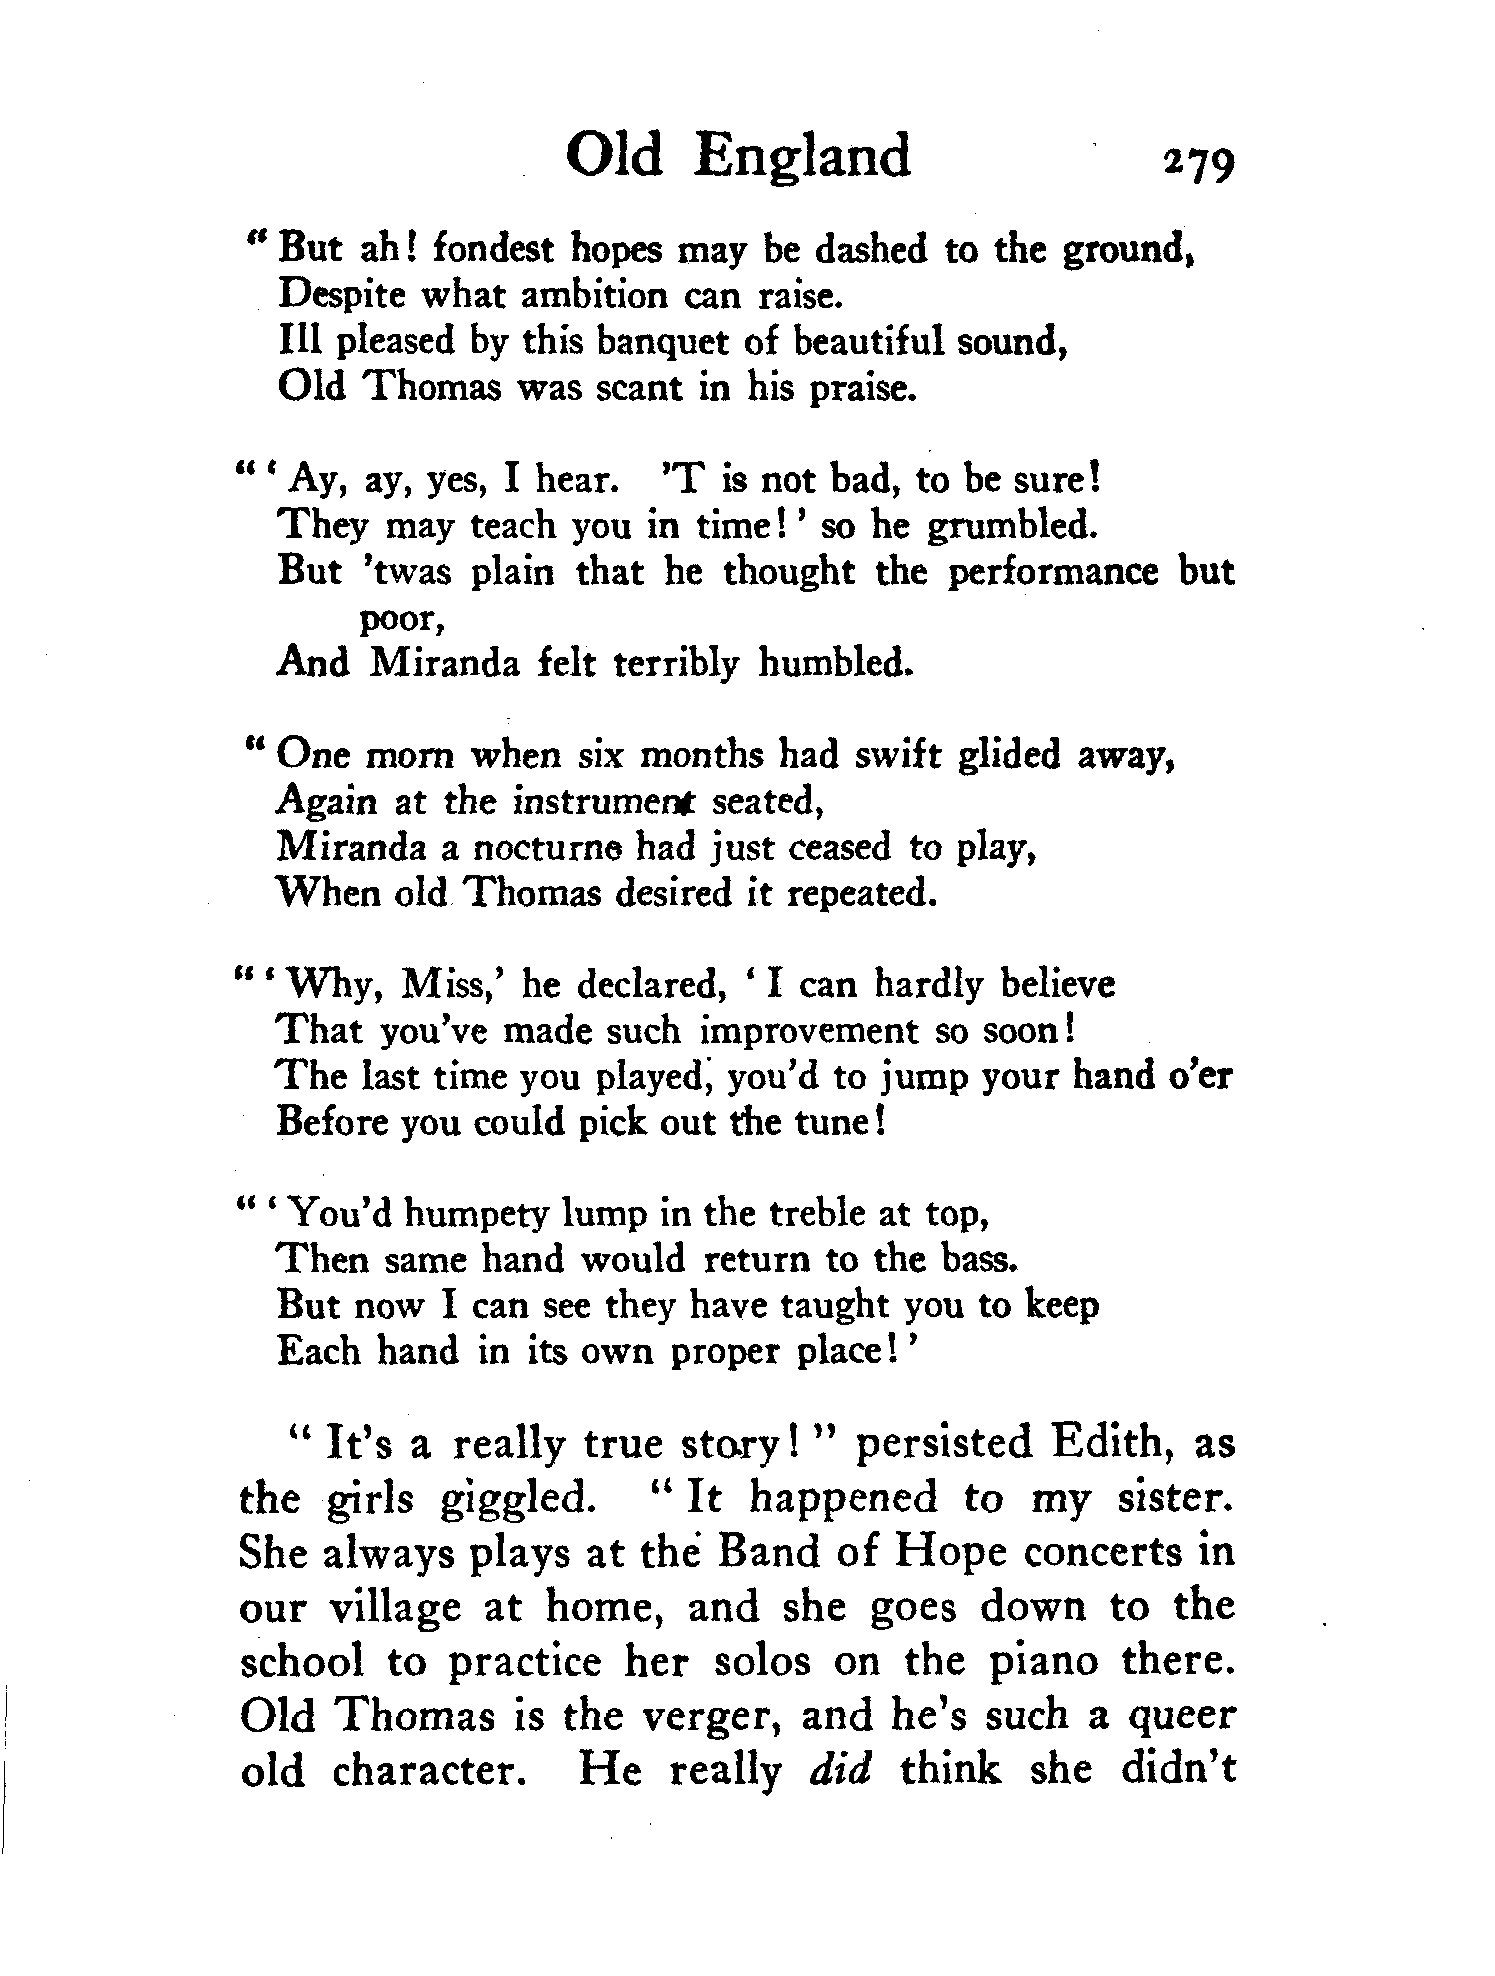 Old England 279
“ But ah! fondest hopes may be dashed to the ground,
Despite what ambition can raise.
Ill pleased by this banquet of beautiful sound,
Old Thomas was scant in his praise.
“ ‘ Ay, ay, yes, I hear. ’T is not bad, to be sure!
They may teach you in time! ’ so he grumbled.
But ’twas plain that he thought the performance but
poor,
And Miranda felt terribly humbled.
“ One morn when six months had swift glided away,
Again at the instrument seated,
Miranda a nocturne had just ceased to play,
When old Thomas desired it repeated.
“ ‘ Why, Miss,’ he declared, ‘ I can hardly believe
That you’ve made such improvement so soon!
The last time you played, you’d to jump your hand o’er
Before you could pick out the tune!
“ ‘ You’d humpety lump in the treble at top,
Then same hand would return to the bass.
But now I can see they have taught you to keep
Each hand in its own proper place! ’
“ It’s a really true story! ” persisted Edith, as
the girls giggled. “ It happened to my sister.
She always plays at the Band of Hope concerts in
our village at home, and she goes down to the
school to practice her solos on the piano there.
Old Thomas is the verger, and he’s such a queer
old character. He really did think she didn’t